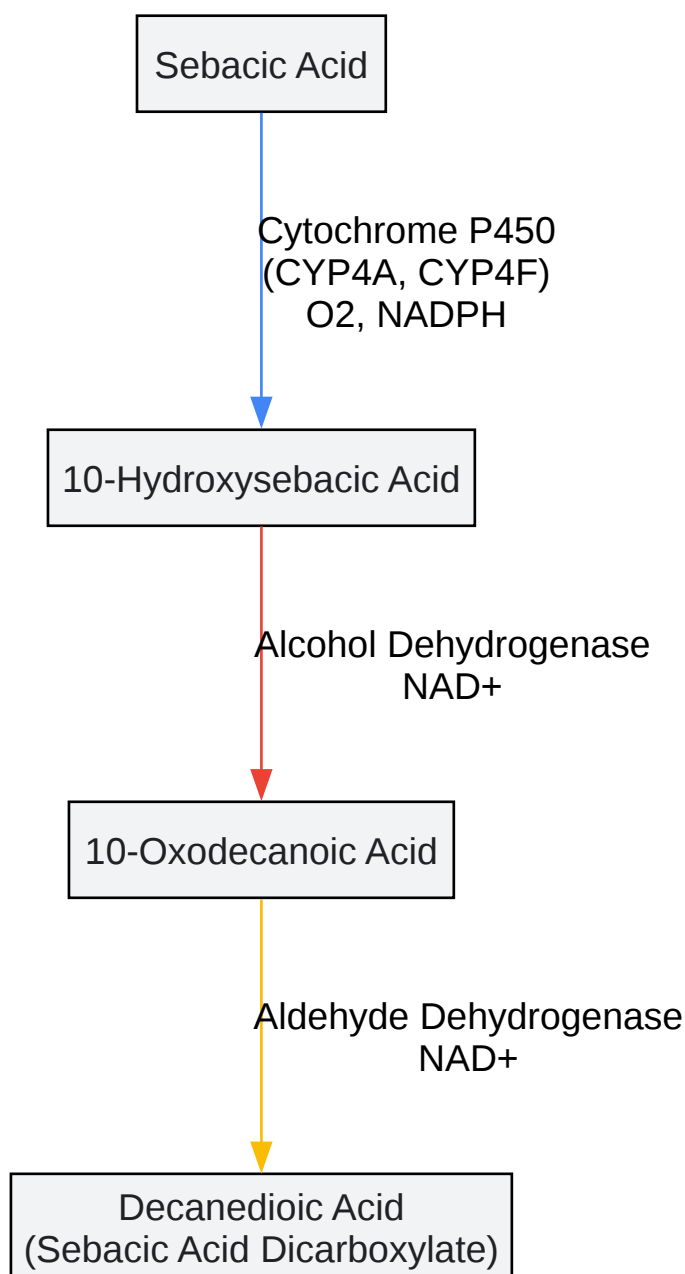 Sebacic Acid
Cytochrome P450
(CYP4A, CYP4F)
O2, NADPH
10-Hydroxysebacic Acid
Alcohol Dehydrogenase
NAD+
10-Oxodecanoic Acid
Aldehyde Dehydrogenase
NAD+
Decanedioic Acid
(Sebacic Acid Dicarboxylate)